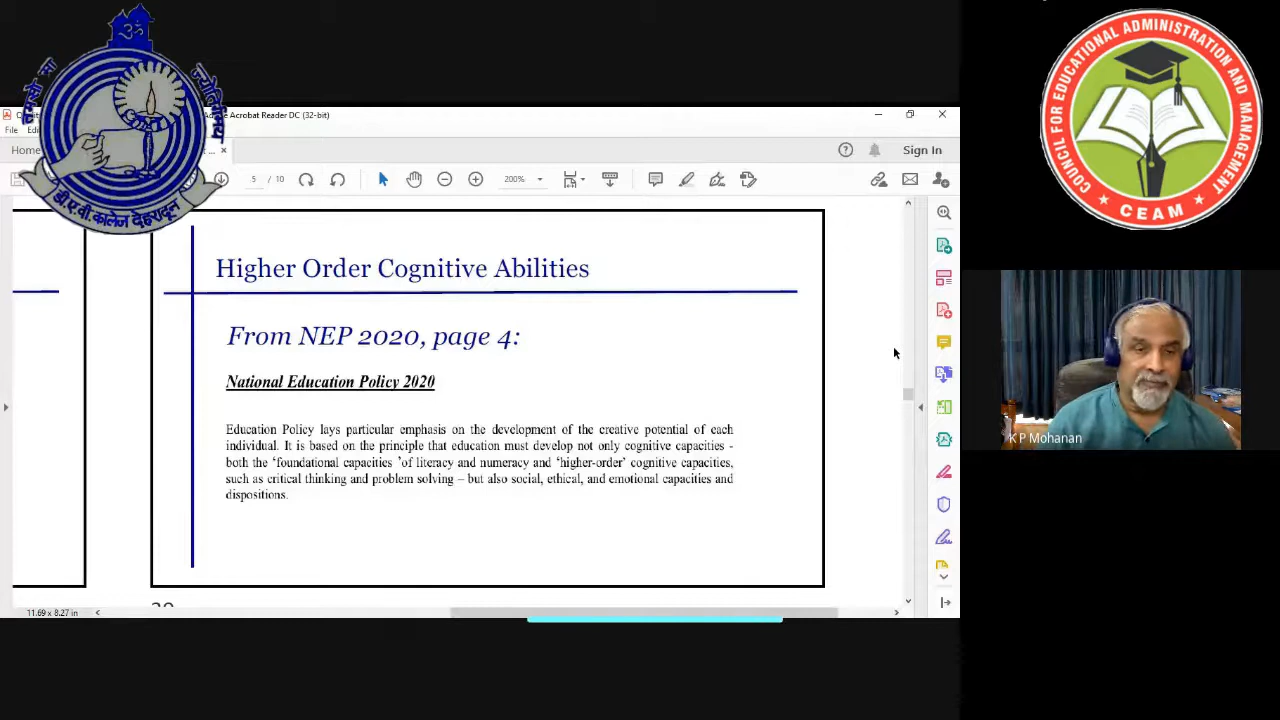 तमसो मा
ज्योतिर्गमय
डी.ए.वी.कालेज देहरादून
COUNCIL FOR EDUCATIONAL ADMINISTRATION AND MANAGEMENT
CEAM
Acrobat Reader DC (32-bit)
File
Home
Sign In
5 / 10
200%
Higher Order Cognitive Abilities
From NEP 2020, page 4:
National Education Policy 2020
Education Policy lays particular emphasis on the development of the creative potential of each
individual. It is based on the principle that education must develop not only cognitive capacities -
both the ‘foundational capacities ’of literacy and numeracy and ‘higher-order’ cognitive capacities,
such as critical thinking and problem solving – but also social, ethical, and emotional capacities and
dispositions.
K P Mohanan
11.69 x 8.27 in